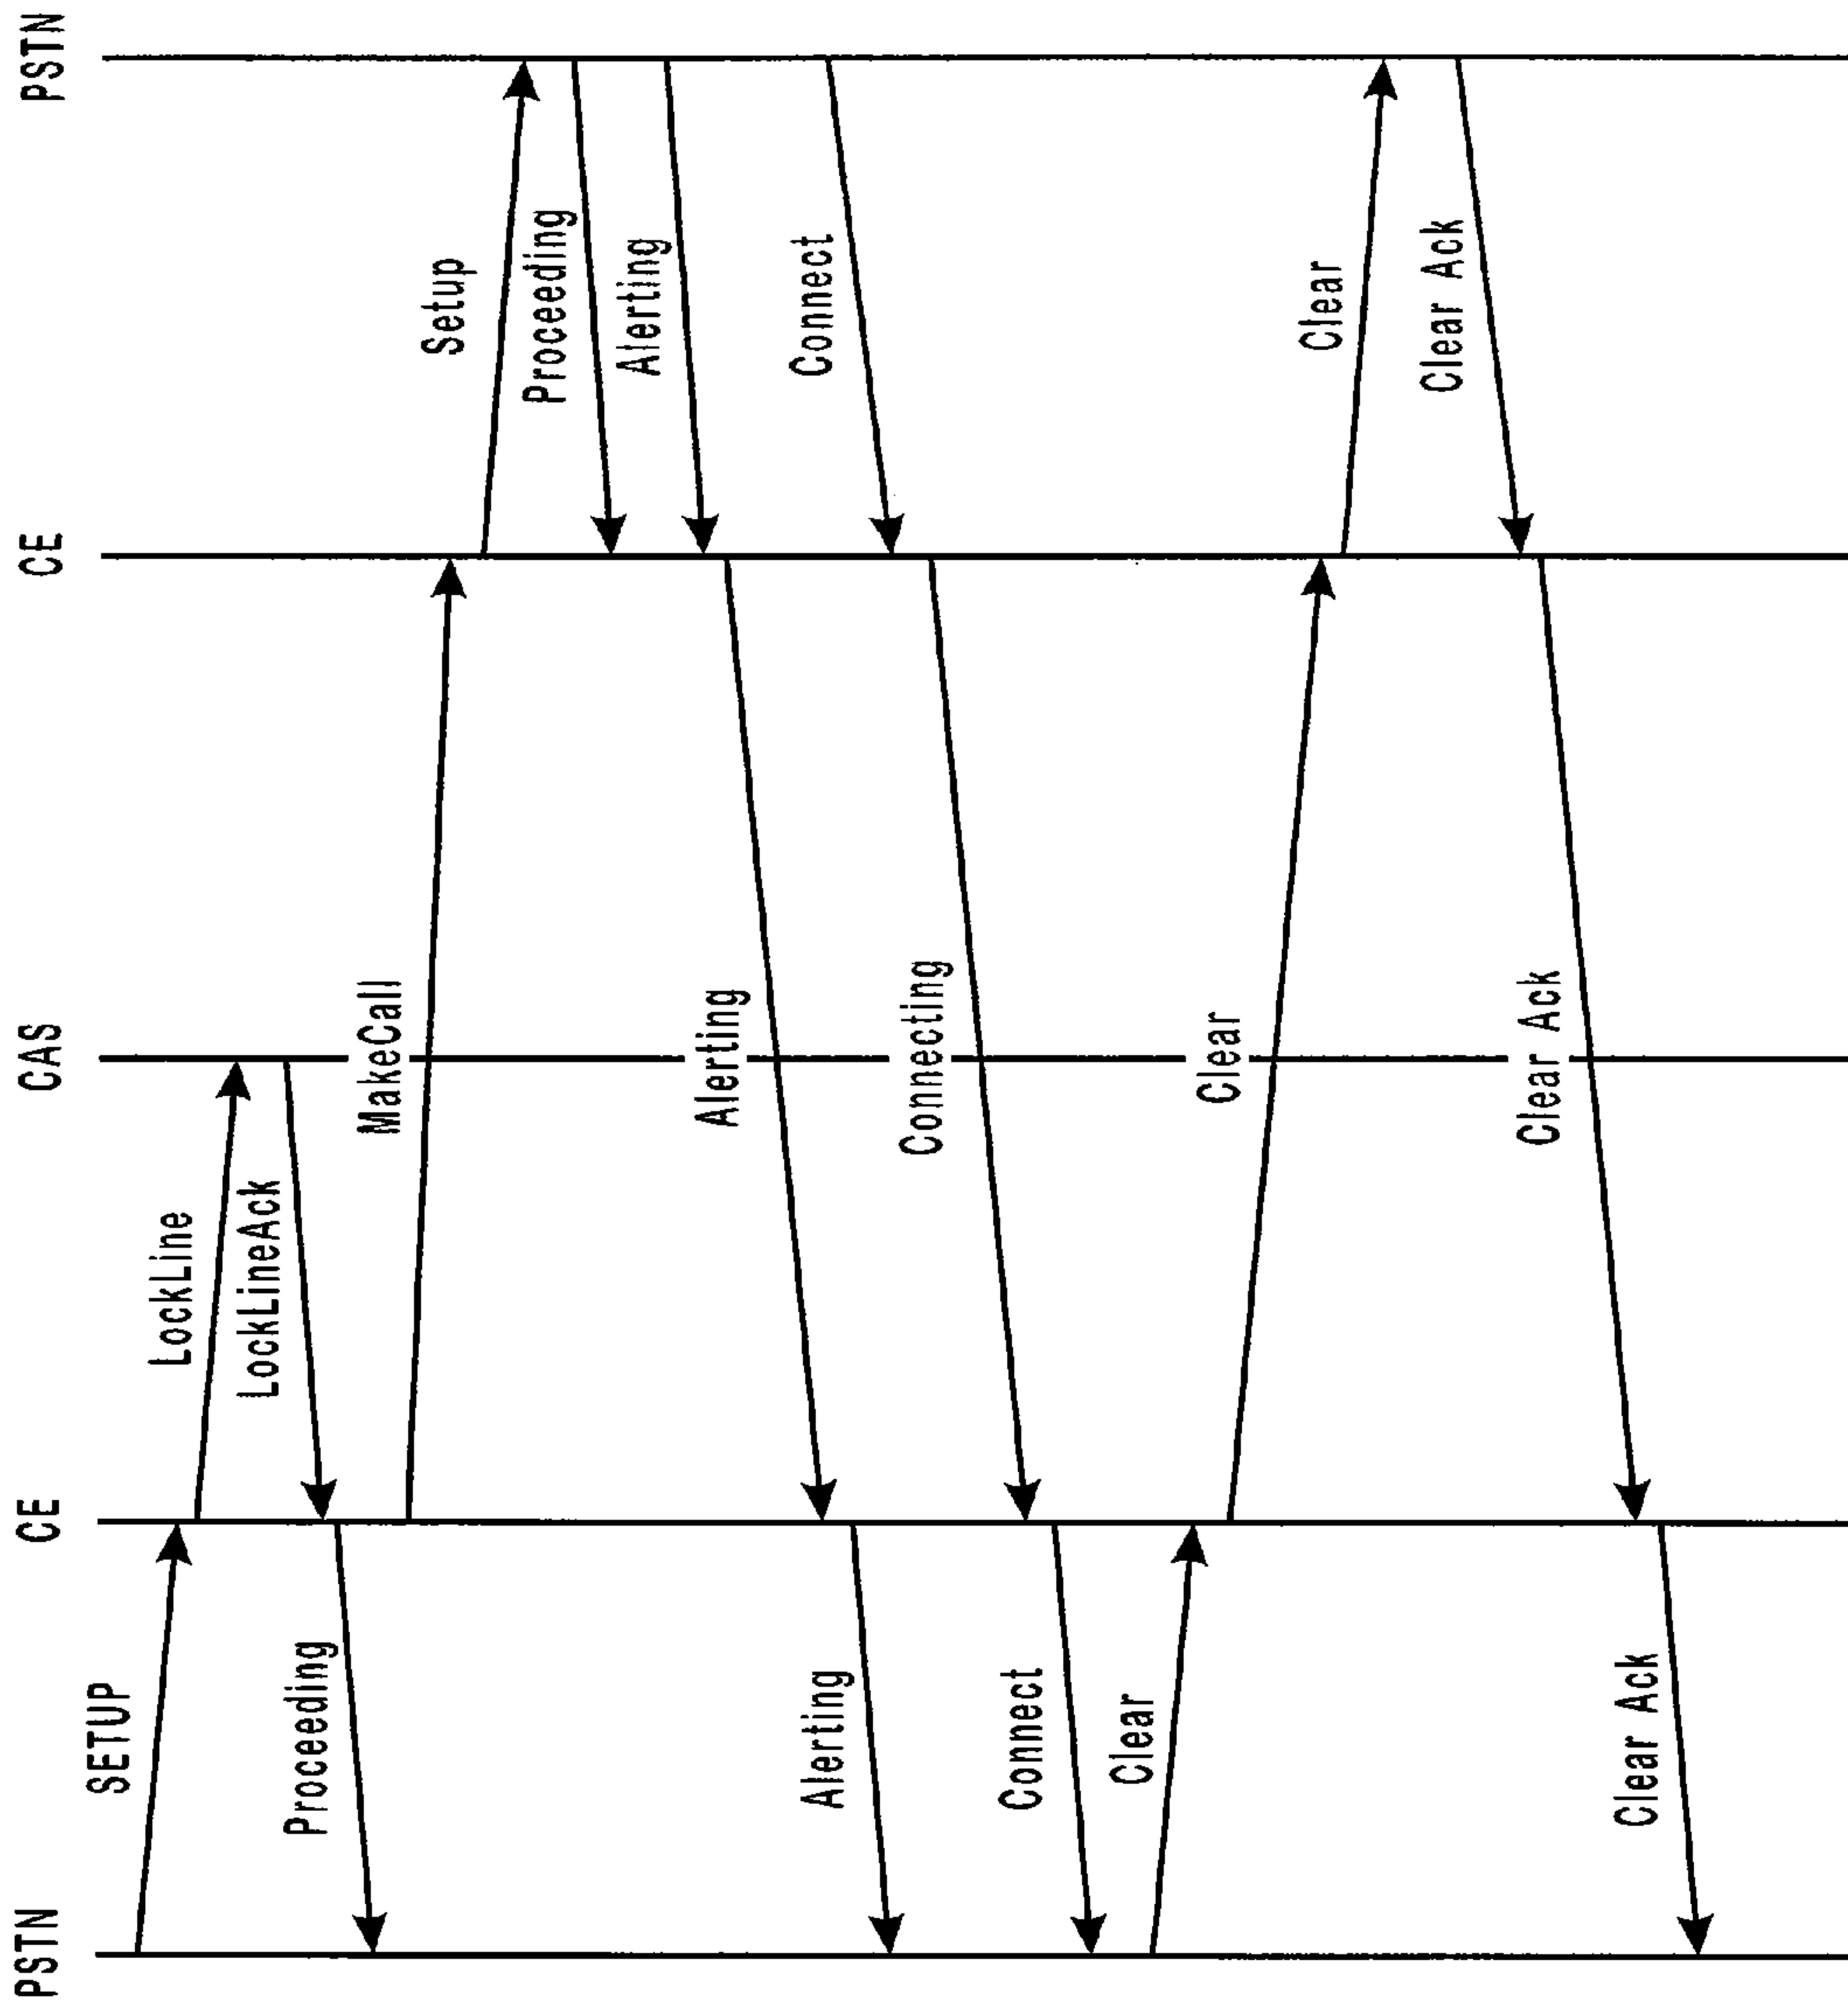 PSTN CE CAS CE PSTN
SETUP
LockLine
LockLineAck
Proceeding
MakeCall
Setup
Proceeding
Alerting
Alerting
Connect
Alerting
Connecting
Connect
Clear
Clear
Clear
Clear Ack
Clear Ack
Clear Ack